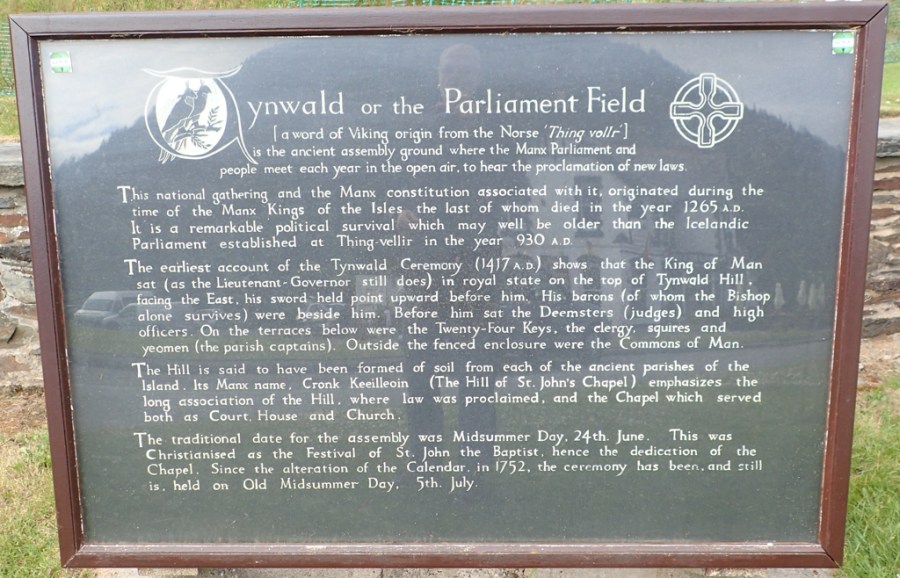 Tynwald or the Parliament Field
[a word of Viking origin from the Norse 'Thing vollr']
is the ancient assembly ground where the Manx Parliament and
people meet each year in the open air, to hear the proclamation of new laws.
This national gathering and the Manx constitution associated with it, originated during the
time of the Manx Kings of the Isles, the last of whom died in the year 1265 A.D.
It is a remarkable political survival which may well be older than the Icelandic
Parliament established at Thing-vellir in the year 930 A.D.
The earliest account of the Tynwald Ceremony (1417 A.D.) shows that the King of Man
sat (as the Lieutenant-Governor still does) in royal state on the top of Tynwald Hill,
facing the East, his sword held point upward before him. His barons (of whom the Bishop
alone survives) were beside him. Before him sat the Deemsters (judges) and high
officers. On the terraces below were the Twenty-Four Keys, the clergy, squires and
yeomen (the parish captains). Outside the fenced enclosure were the Commons of Man.
The Hill is said to have been formed of soil from each of the ancient parishes of the
Island. Its Manx name, Cronk Keeilleoin (The Hill of St. John's Chapel) emphasizes the
long association of the Hill, where law was proclaimed, and the Chapel which served
both as Court House and Church.
The traditional date for the assembly was Midsummer Day, 24th. June. This was
Christianised as the Festival of St. John the Baptist, hence the dedication of the
Chapel. Since the alteration of the Calendar, in 1752, the ceremony has been, and still
is, held on Old Midsummer Day, 5th. July.